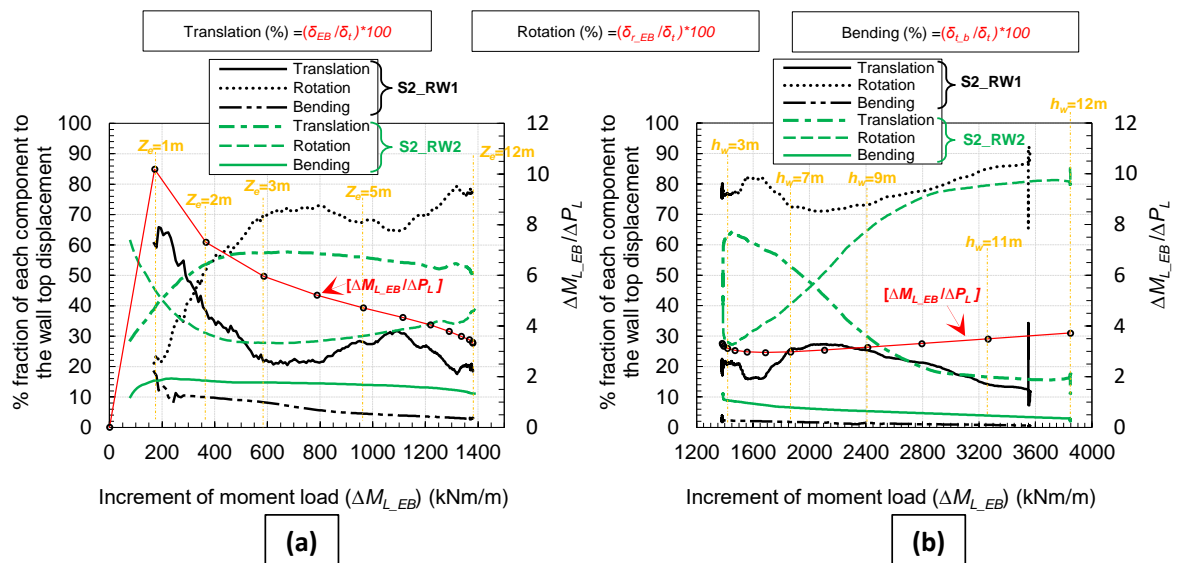 Translation (%) =(δEB/δt)*100
Rotation (%) =(δr_EB/δt)*100
Bending (%) =(δt_b/δt)*100
Translation
Rotation
Bending
S2_RW1
Translation
Rotation
Bending
S2_RW2
% fraction of each component to
the wall top displacement
100
90
80
70
60
50
40
30
20
10
0
Ze=1m
Ze=2m
Ze=3m
Ze=5m
Ze=12m
[ΔML_EB/ΔPL]
12
10
8
6
4
2
0
ΔML_EB/ΔPL
0
200
400
600
800
1000
1200
1400
Increment of moment load (ΔML_EB) (kNm/m)
(a)
Translation
Rotation
Bending
S2_RW1
Translation
Rotation
Bending
S2_RW2
% fraction of each component to
the wall top displacement
100
90
80
70
60
50
40
30
20
10
0
hw=3m
hw=7m
hw=9m
hw=11m
hw=12m
[ΔML_EB/ΔPL]
12
10
8
6
4
2
0
ΔML_EB/ΔPL
1200
1600
2000
2400
2800
3200
3600
4000
Increment of moment load (ΔML_EB) (kNm/m)
(b)